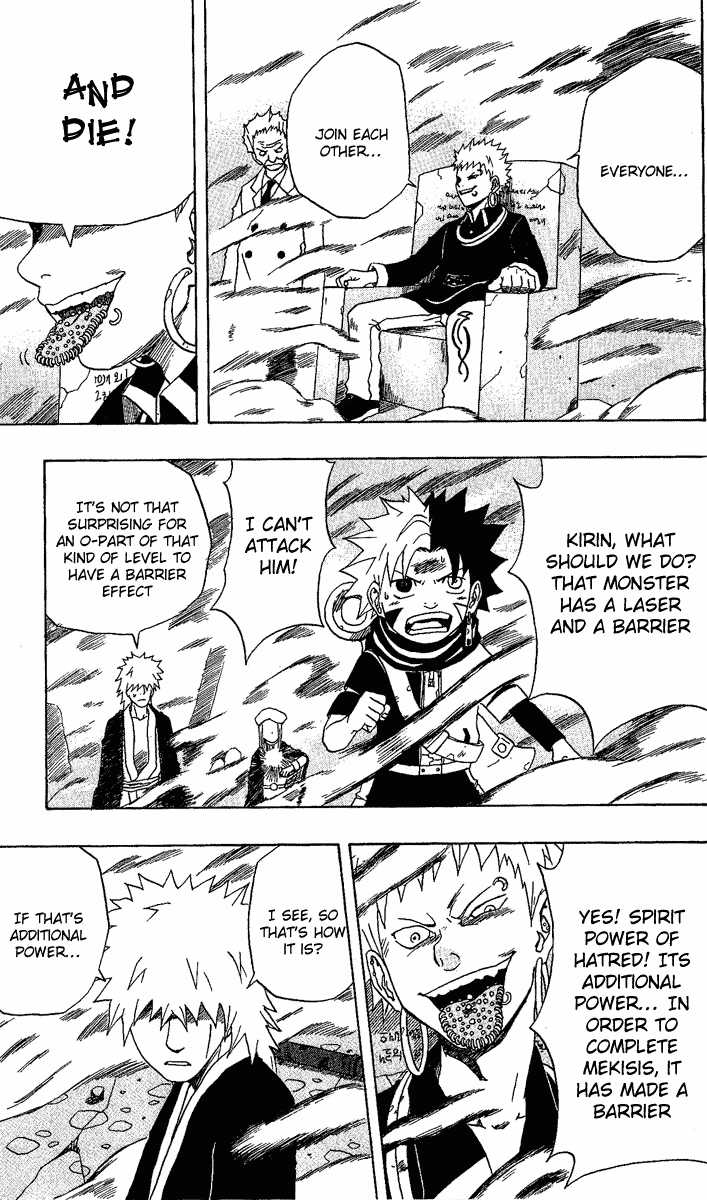 EVERYONE...
JOIN EACH
OTHER...
AND
DIE!
KIRIN, WHAT
SHOULD WE DO?
THAT MONSTER
HAS A LASER
AND A BARRIER
I CAN'T
ATTACK
HIM!
IT'S NOT THAT
SURPRISING FOR
AN O-PART OF THAT
KIND OF LEVEL TO
HAVE A BARRIER
EFFECT
YES! SPIRIT
POWER OF
HATRED! ITS
ADDITIONAL
POWER... IN
ORDER TO
COMPLETE
MEKISIS, IT
HAS MADE A
BARRIER
I SEE, SO
THAT'S HOW
IT IS?
IF THAT'S
ADDITIONAL
POWER...